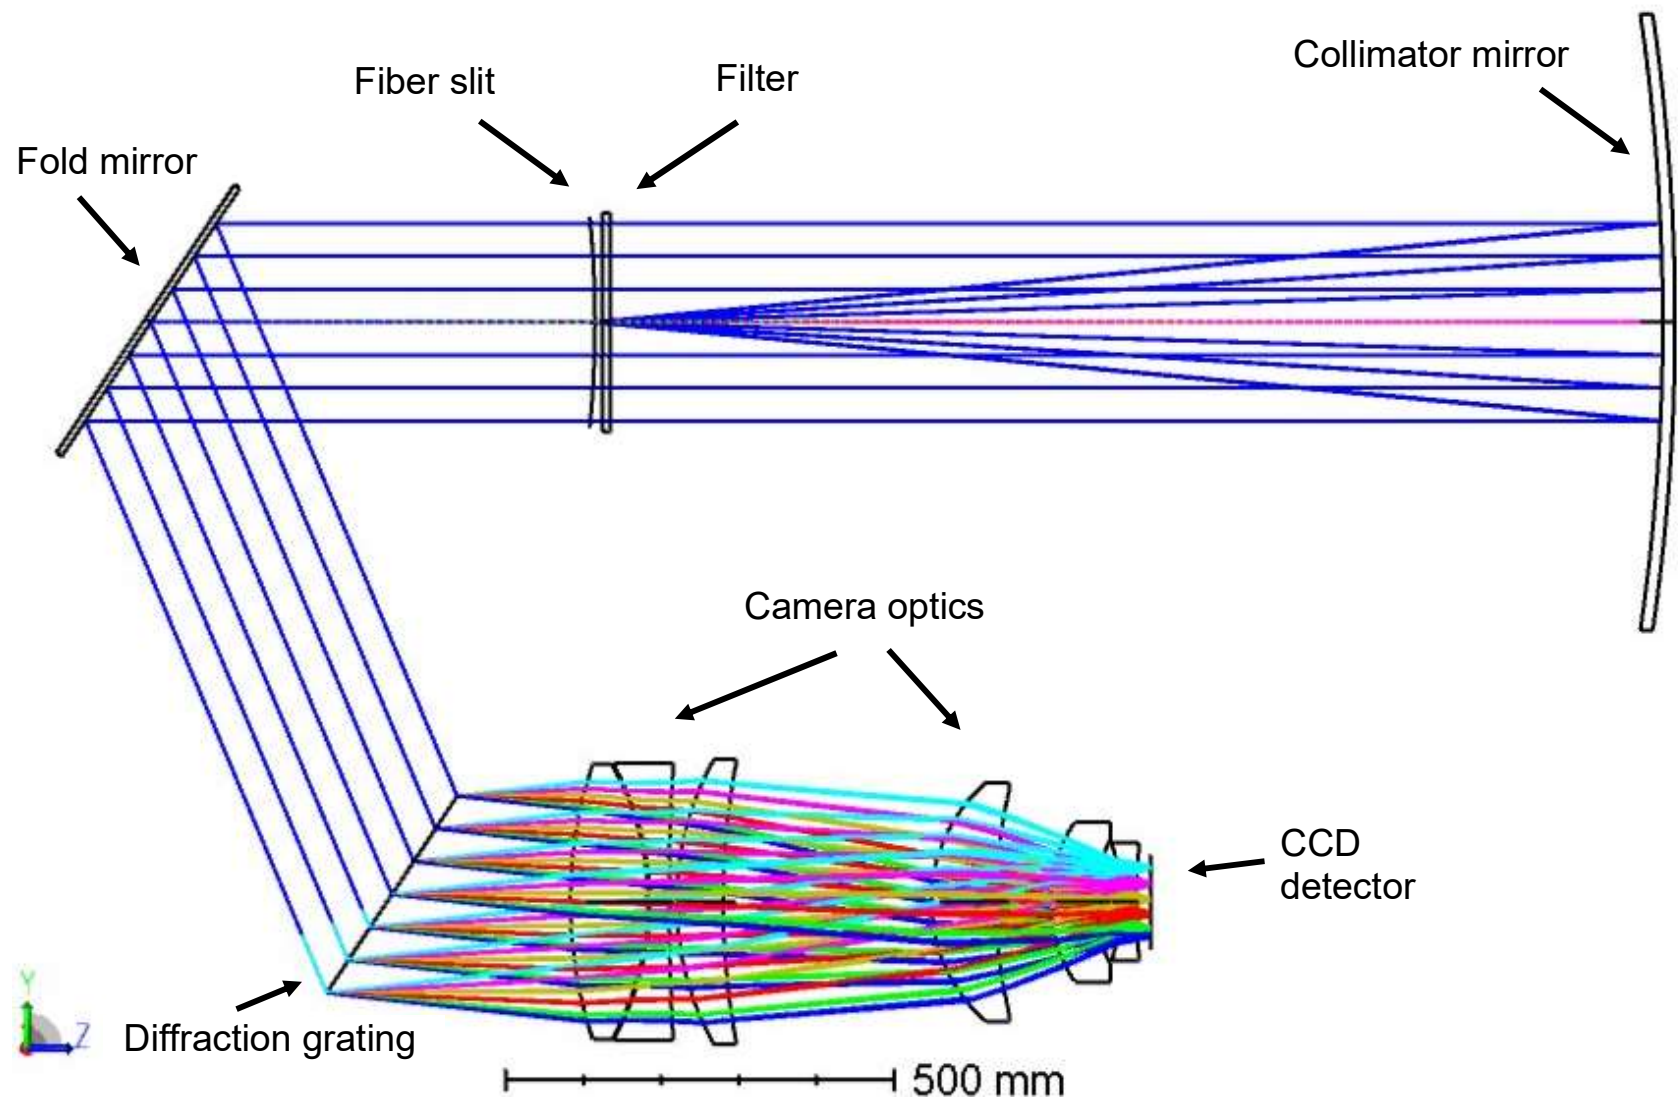 Collimator mirror
Fiber slit
Filter
Fold mirror
Camera optics
CCD
detector
Y
Z
Diffraction grating
500 mm